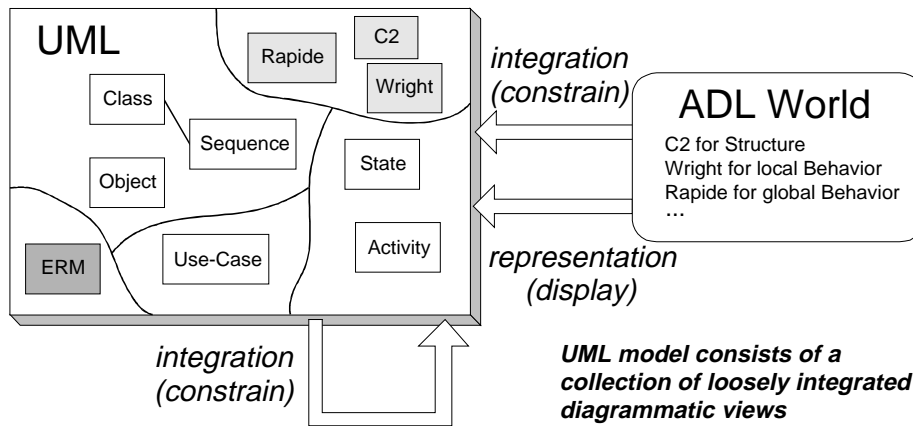 UML
Rapide
C2
Wright
Class
Sequence
Object
State
Activity
Use-Case
ERM
integration
(constrain)
ADL World
C2 for Structure
Wright for local Behavior
Rapide for global Behavior
...
representation
(display)
integration
(constrain)
UML model consists of a
collection of loosely integrated
diagrammatic views